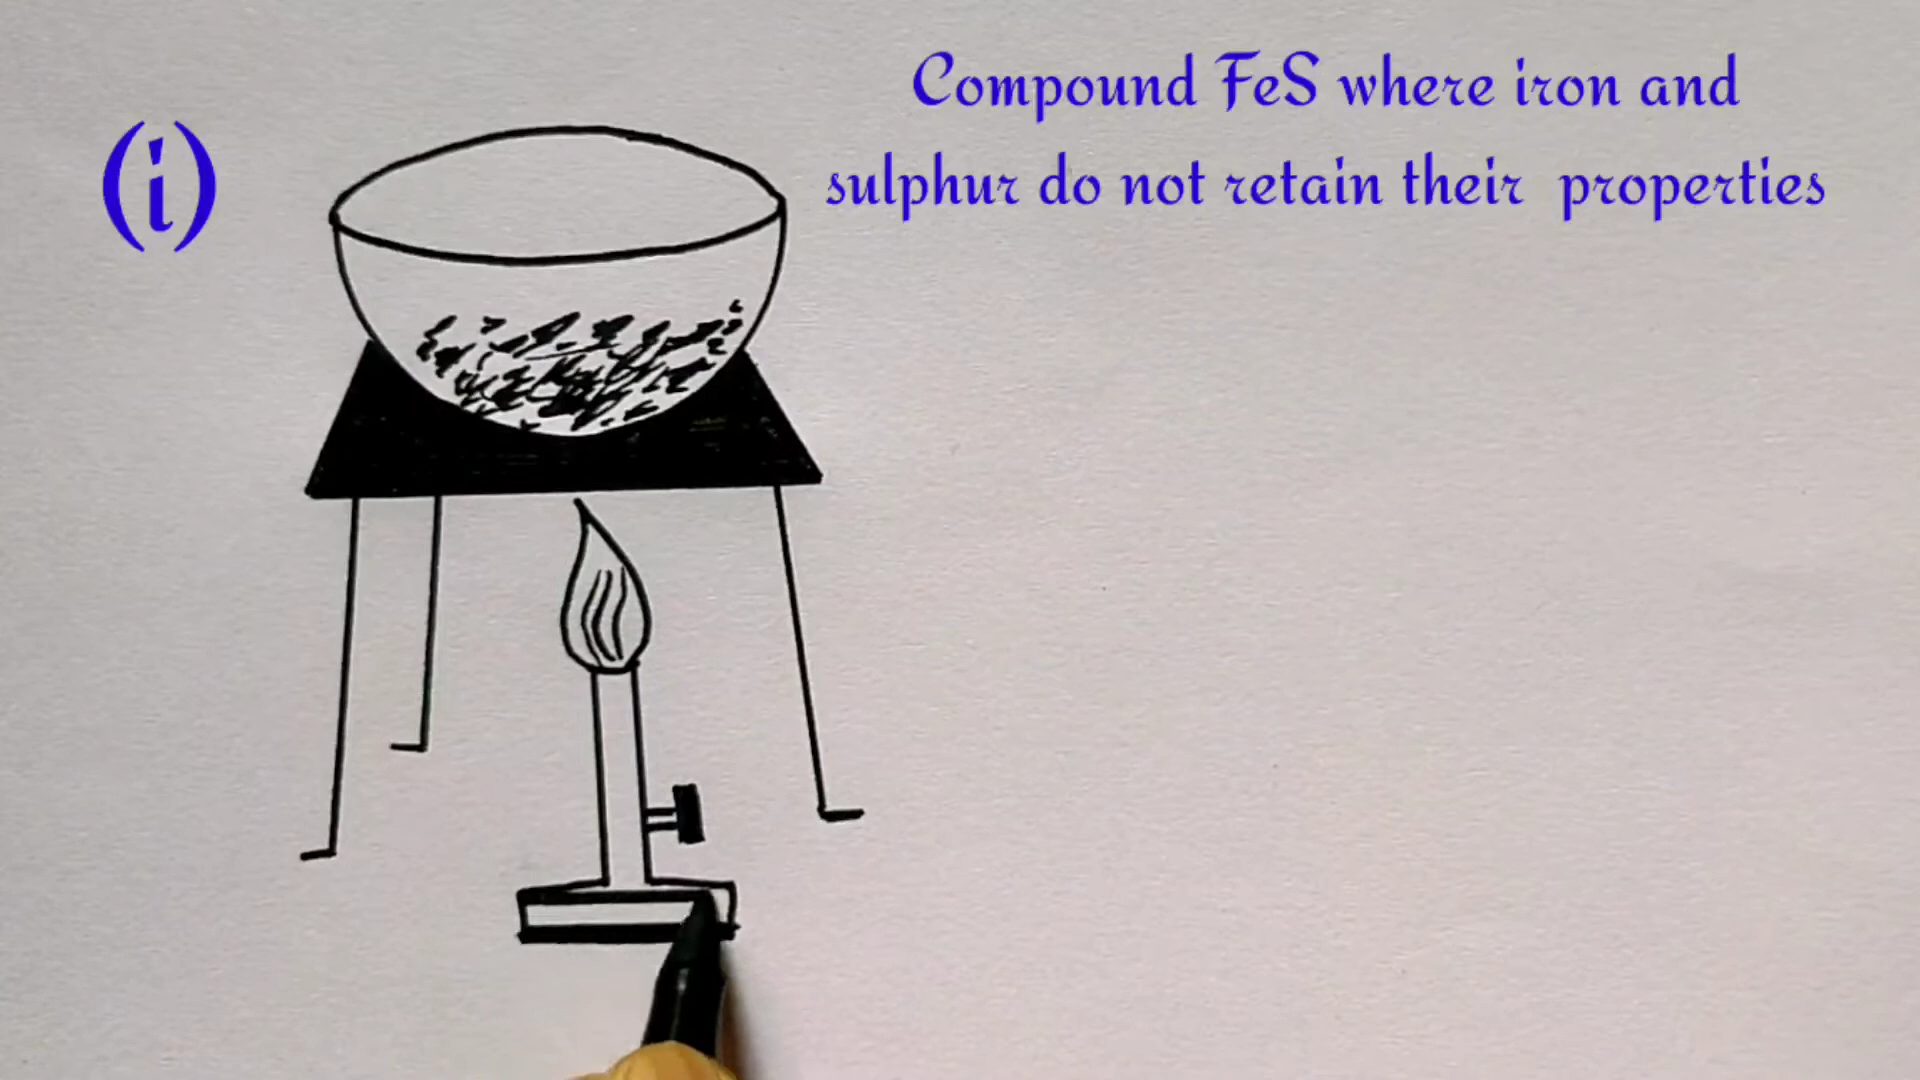 (i)
Compound FeS where iron and
sulphur do not retain their properties